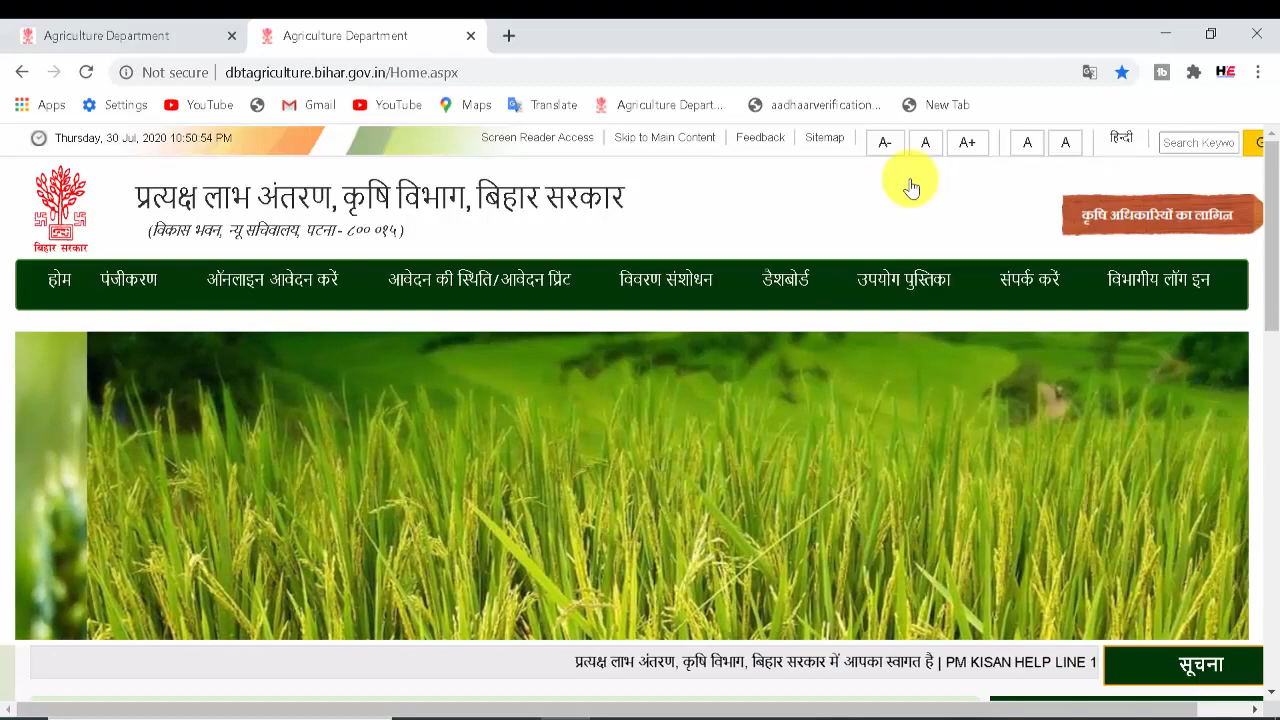 Agriculture Department
Agriculture Department
Not secure dbtagriculture.bihar.gov.in/Home.aspx
Apps Settings YouTube Gmail YouTube Maps Translate Agriculture Depart... aadhaarverification... New Tab
Thursday, 30 Jul, 2020 10:50:54 PM Screen Reader Access Skip to Main Content Feedback Sitemap A- A A+ A A हिन्दी Search Keywo
प्रत्यक्ष लाभ अंतरण, कृषि विभाग, बिहार सरकार
(विकास भवन, न्यू सचिवालय, पटना - ८०० ०१५)
बिहार सरकार
कृषि अधिकारियों का लागिन
होम पंजीकरण ऑनलाइन आवेदन करें आवेदन की स्थिति/आवेदन प्रिंट विवरण संशोधन डैशबोर्ड उपयोग पुस्तिका संपर्क करें विभागीय लॉग इन
प्रत्यक्ष लाभ अंतरण, कृषि विभाग, बिहार सरकार में आपका स्वागत है | PM KISAN HELP LINE 1
सूचना